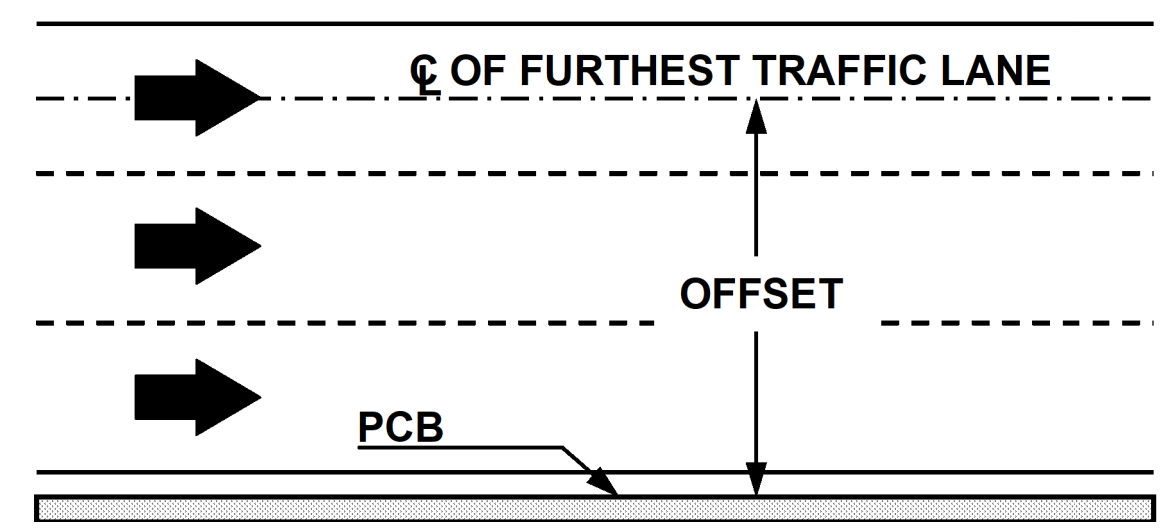 ℄ OF FURTHEST TRAFFIC LANE
OFFSET
PCB